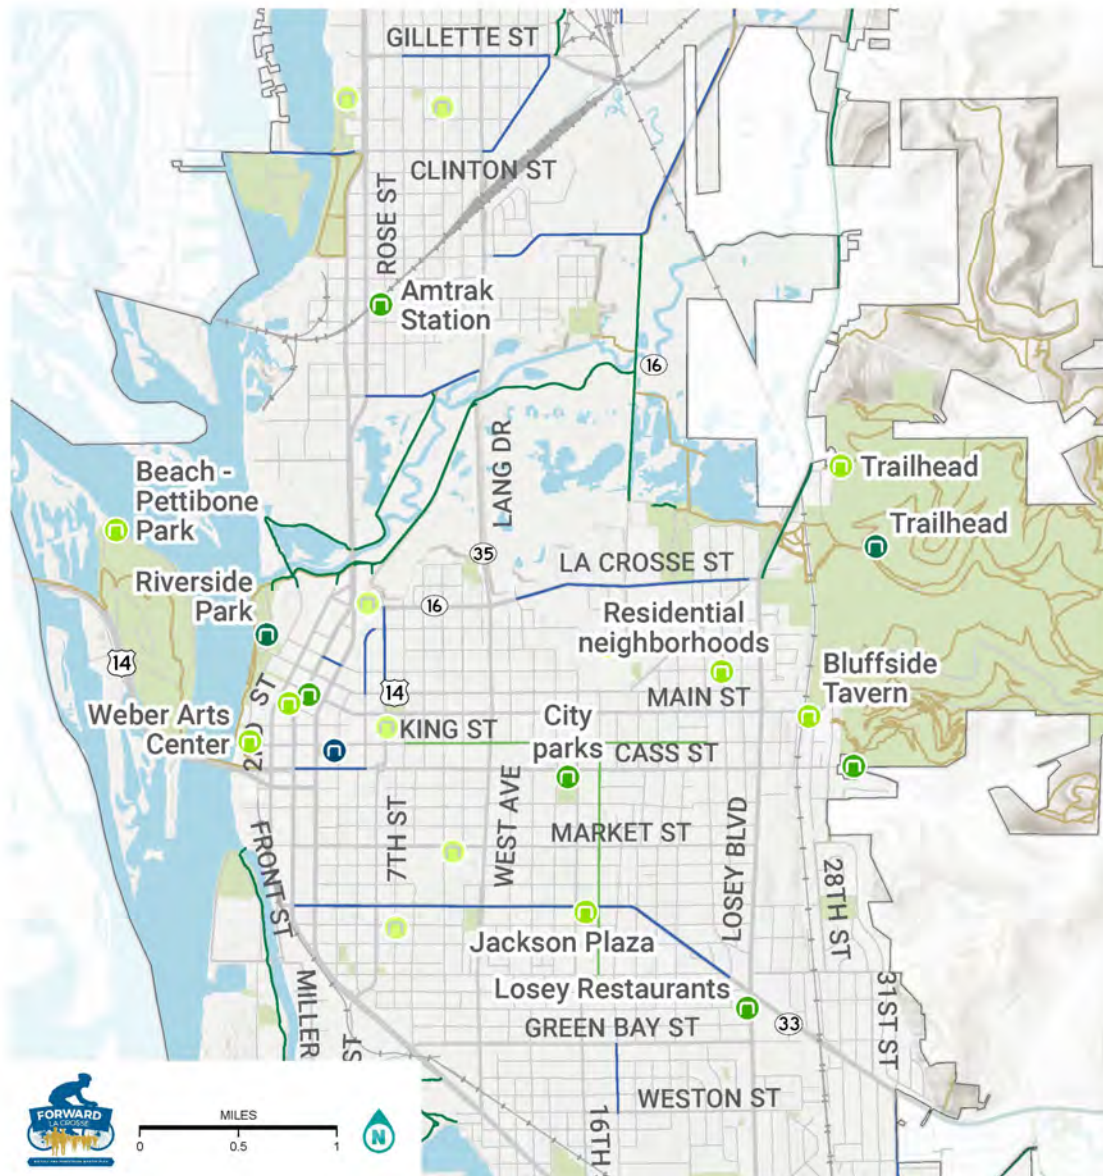 GILLETTE ST
CLINTON ST
ROSE ST
Amtrak
Station
16
LANG DR
Beach -
Pettibone
Park
Trailhead
Trailhead
35
LA CROSSE ST
Riverside
Park
16
Residential
neighborhoods
14
14
MAIN ST
Bluffside
Tavern
2ND ST
Weber Arts
Center
KING ST
City
parks
CASS ST
7TH ST
WEST AVE
MARKET ST
LOSEY BLVD
FRONT ST
28TH ST
Jackson Plaza
Losey Restaurants
MILLER
ST
GREEN BAY ST
33
31ST ST
WESTON ST
16TH
FORWARD
LA CROSSE
MILES
0 0.5 1
N